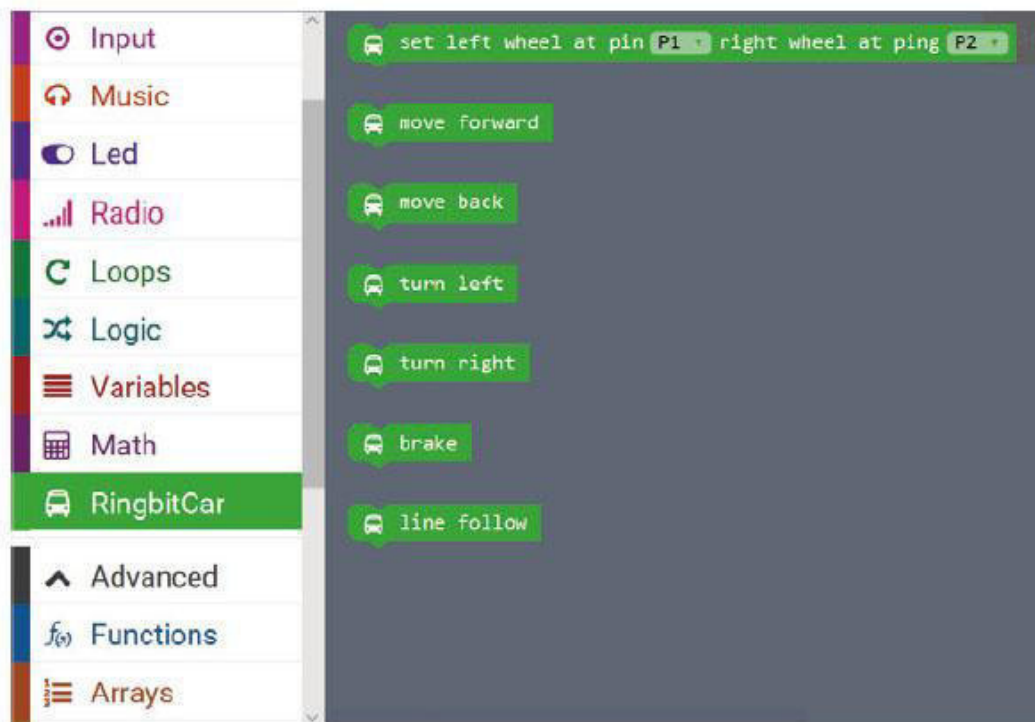 Input
Music
Led
Radio
Loops
Logic
Variables
Math
RingbitCar
Advanced
f(x) Functions
Arrays
set left wheel at pin P1 right wheel at ping P2
move forward
move back
turn left
turn right
brake
line follow